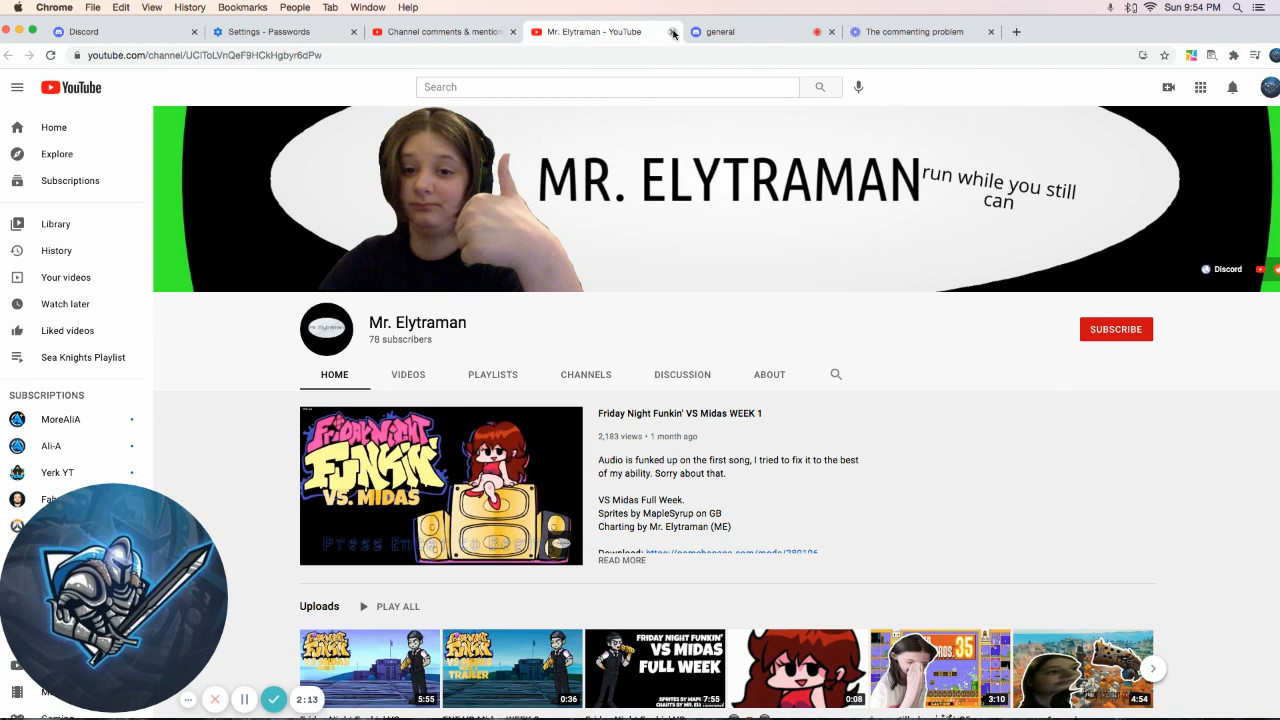 Chrome File Edit View History Bookmarks People Tab Window Help Sun 9:54 PM
Discord Settings - Passwords Channel comments & mention Mr. Elytraman - YouTube general The commenting problem
youtube.com/channel/UCiToLVnQeF9HCkHgbyr6dPw
YouTube Search
Home
Explore
Subscriptions
Library
History
Your videos
Watch later
Liked videos
Sea Knights Playlist
SUBSCRIPTIONS
MoreAliA
Ali-A
Yerk YT
MR. ELYTRAMAN
run while you still
can
Discord
Mr. Elytraman
Mr. Elytraman
78 subscribers
SUBSCRIBE
HOME VIDEOS PLAYLISTS CHANNELS DISCUSSION ABOUT
FRIDAY NIGHT
FUNKIN'
VS. MIDAS
Friday Night Funkin' VS Midas WEEK 1
2,183 views • 1 month ago
Audio is funked up on the first song, I tried to fix it to the best
of my ability. Sorry about that.
VS Midas Full Week.
Sprites by MapleSyrup on GB
Charting by Mr. Elytraman (ME)
READ MORE
Uploads PLAY ALL
5:55
TRAILER
0:36
FRIDAY NIGHT FUNKIN'
VS MIDAS
FULL WEEK
7:55
0:08
35
3:10
4:54
2:13